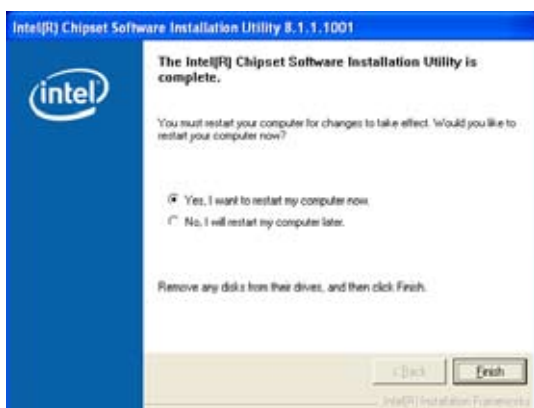 Intel(R) Chipset Software Installation Utility 8.1.1.1001
intel
The Intel(R) Chipset Software Installation Utility is
complete.
You must restart your computer for changes to take effect. Would you like to
restart your computer now?
Yes, I want to restart my computer now.
No, I will restart my computer later.
Remove any disks from their drives, and then click Finish.
< Back
Finish
Intel(R) Installation Frameworks